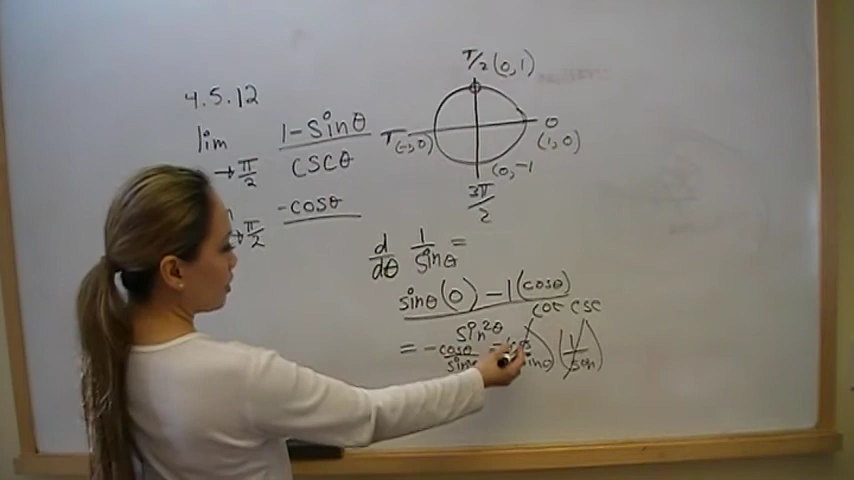 4.5.12
lim 1-sinθ / cscθ
→ π/2
-cosθ
→ π/2
π/2 (0,1)
0
(1,0)
π (-1,0)
(0,-1
3π/2
d/dθ 1/sinθ =
sinθ(0) -1(cosθ)
cot csc
sin²θ
= -cosθ